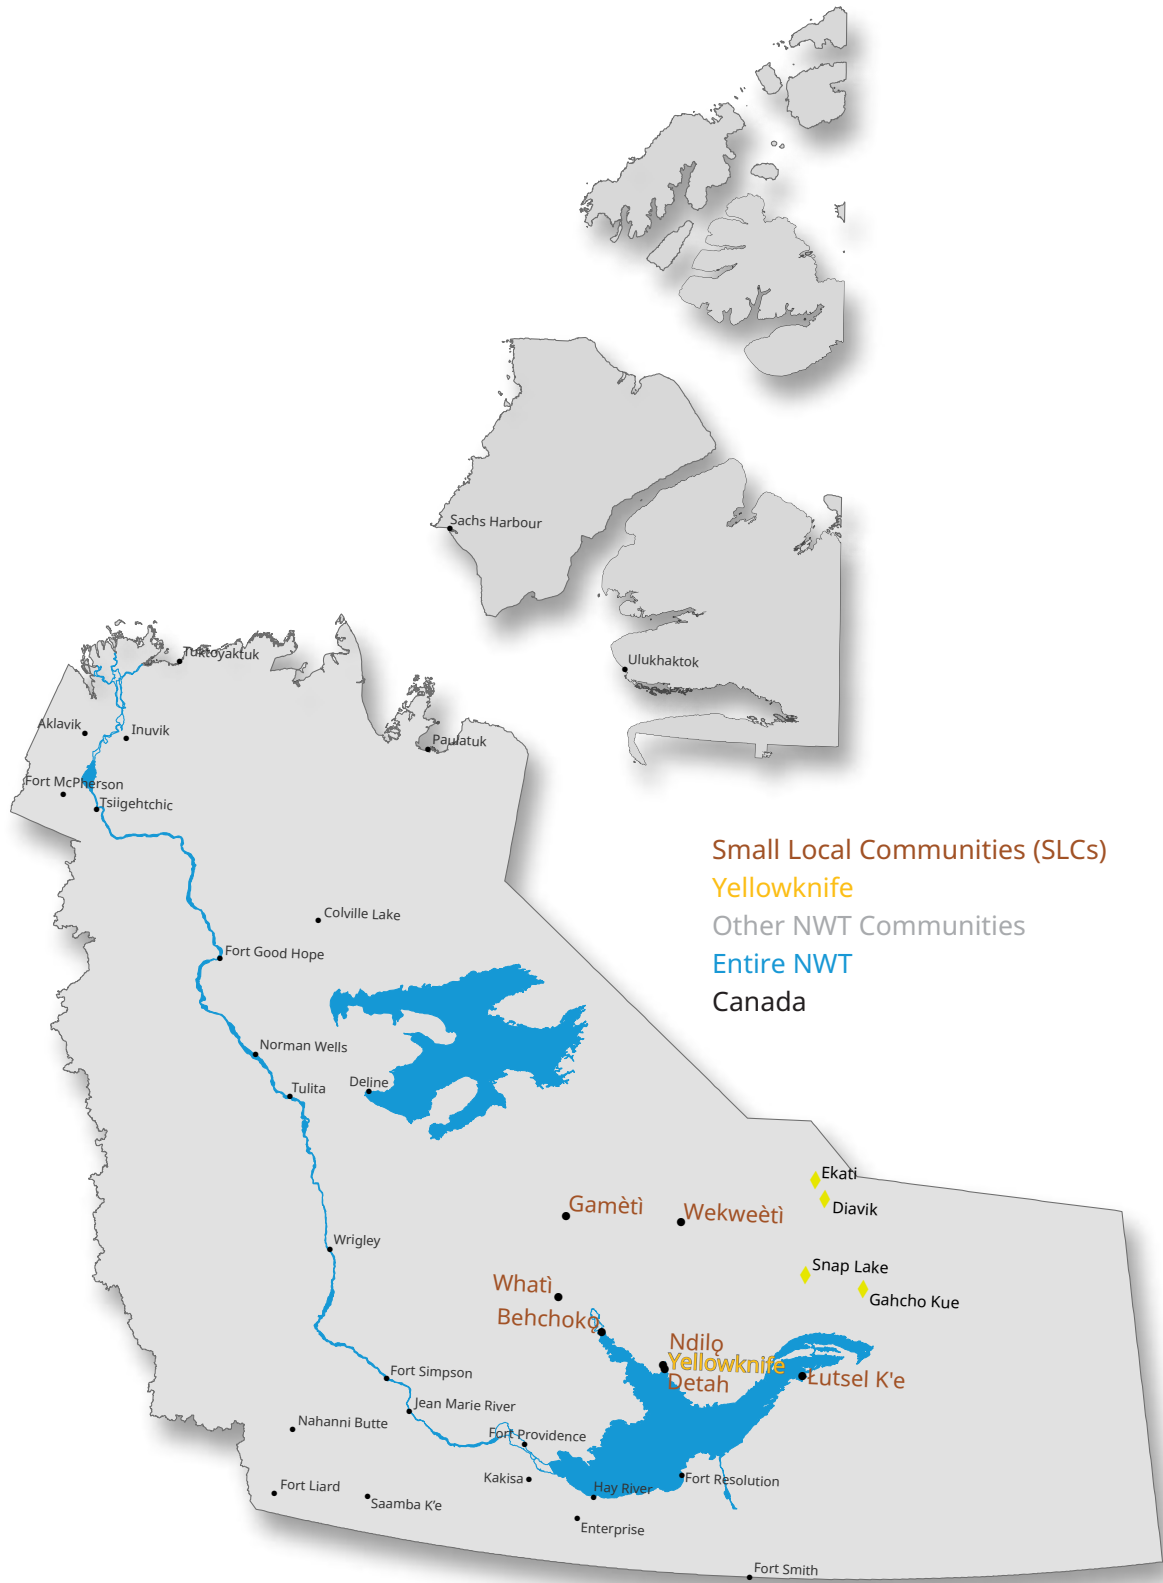 Sachs Harbour
Ulukhaktok
Tuktoyaktuk
Aklavik
Inuvik
Paulatuk
Fort McPherson
Tsiigehtchic
Small Local Communities (SLCs)
Yellowknife
Other NWT Communities
Entire NWT
Canada
Colville Lake
Fort Good Hope
Norman Wells
Tulita
Deline
Ekati
Diavik
Gamètì
Wekweètì
Wrigley
Snap Lake
Gahcho Kue
Whatì
Behchokǫ
Ndilǫ
Yellowknife
Detah
Łutsel K'e
Fort Simpson
Jean Marie River
Nahanni Butte
Fort Providence
Kakisa
Fort Liard
Saamba K'e
Hay River
Fort Resolution
Enterprise
Fort Smith